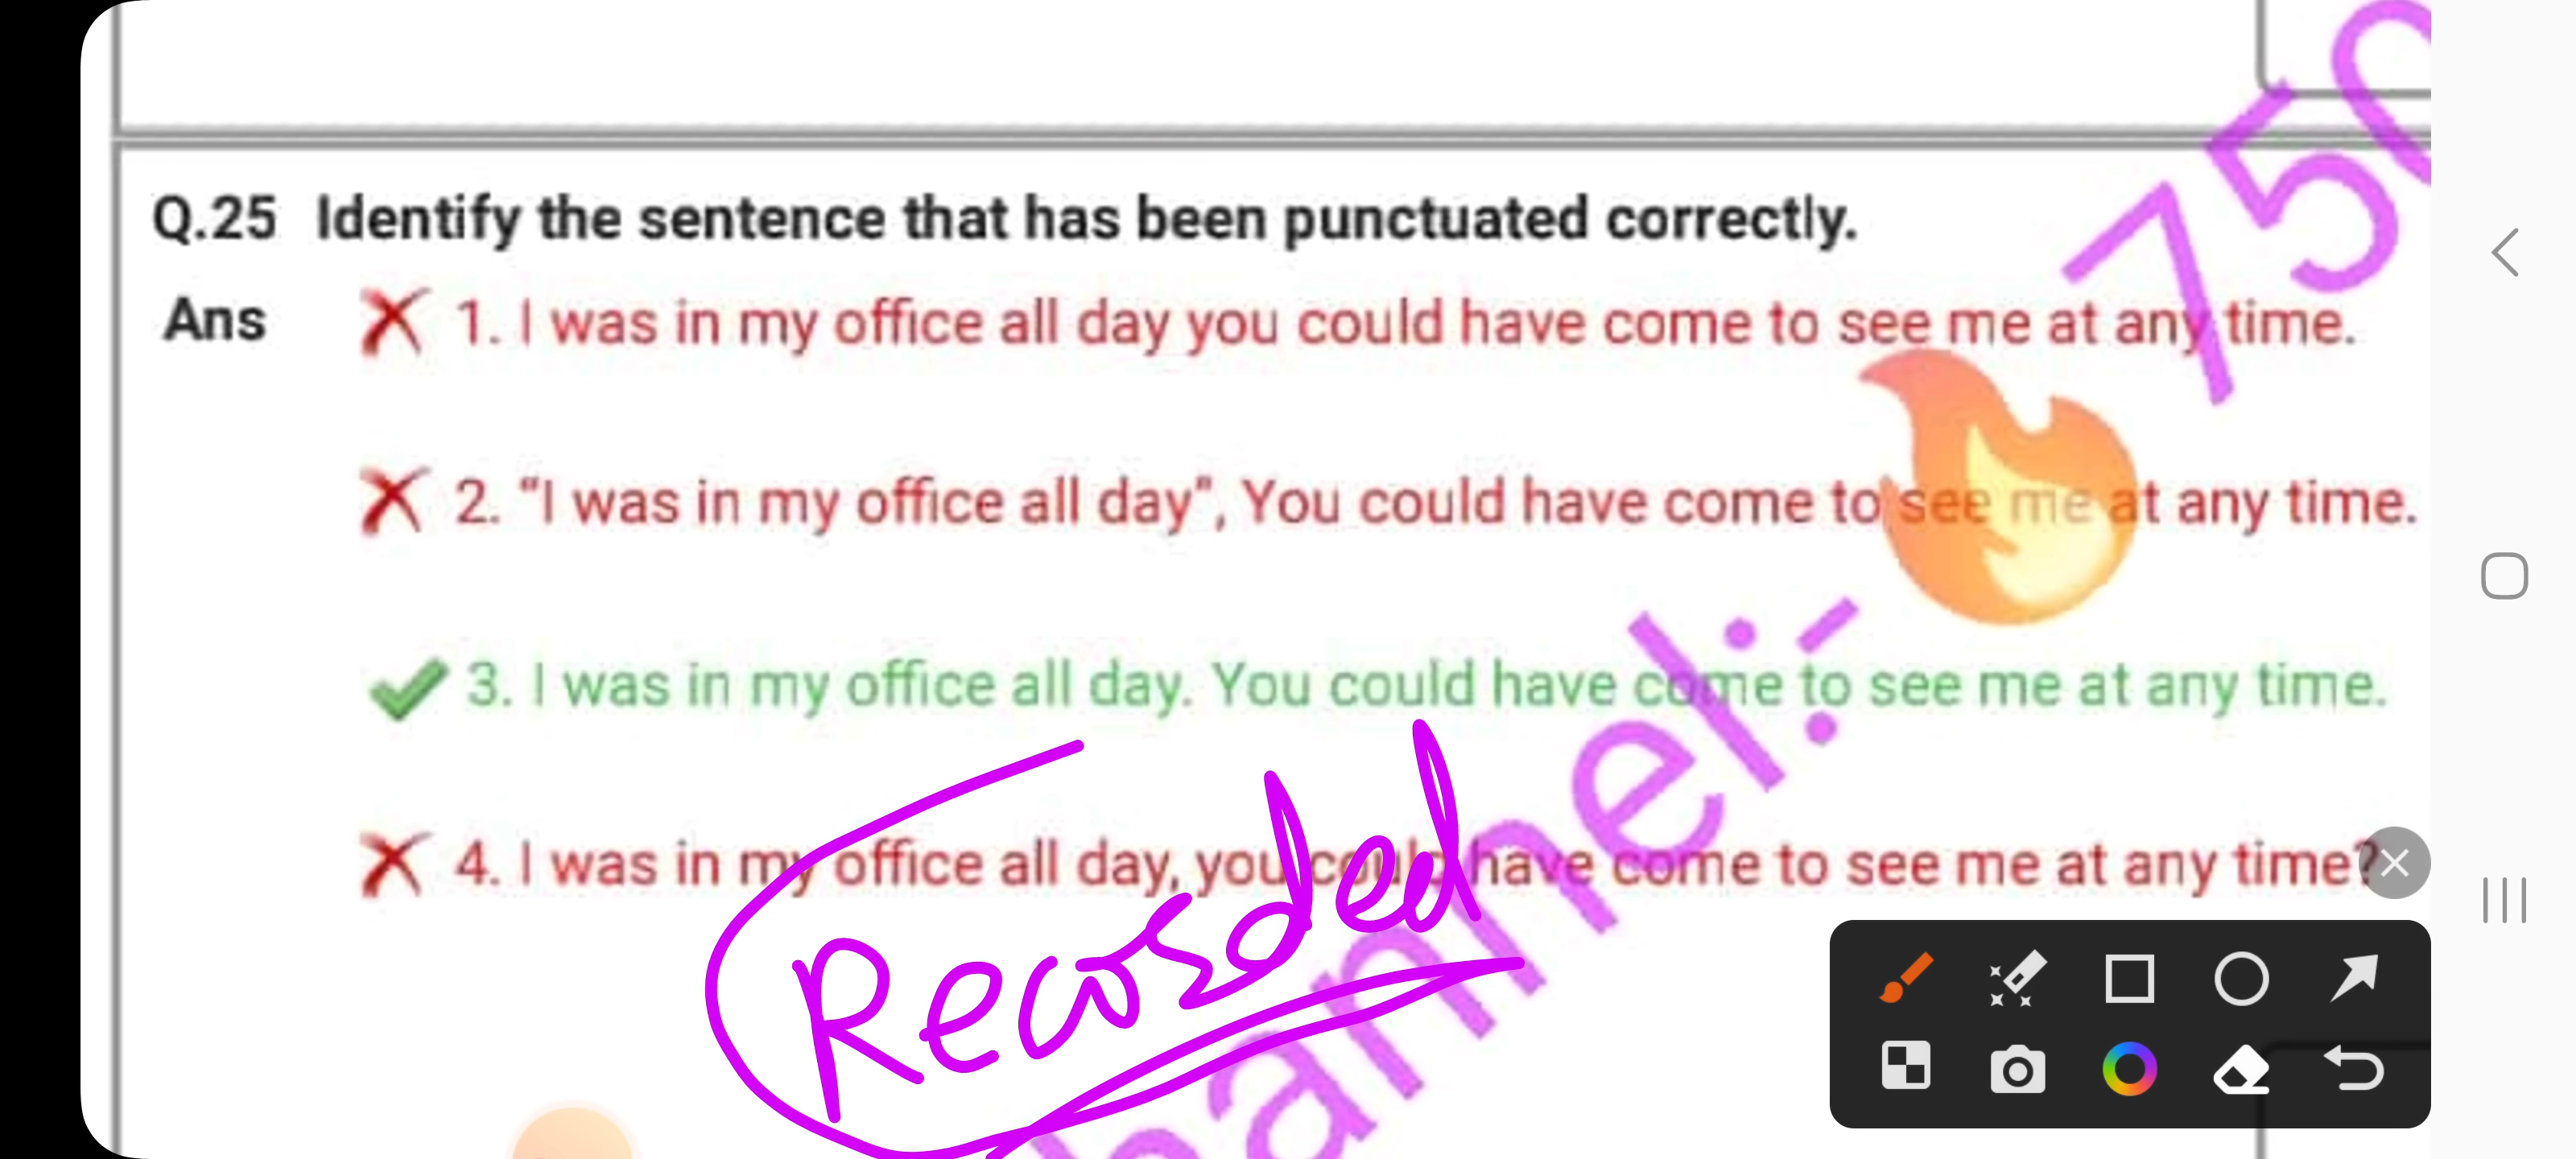 Q.25 Identify the sentence that has been punctuated correctly.
Ans 1. I was in my office all day you could have come to see me at any time.
2. “I was in my office all day”, You could have come to see me at any time.
3. I was in my office all day. You could have come to see me at any time.
4. I was in my office all day, you could have come to see me at any time?
Recorded
hannel:-
750